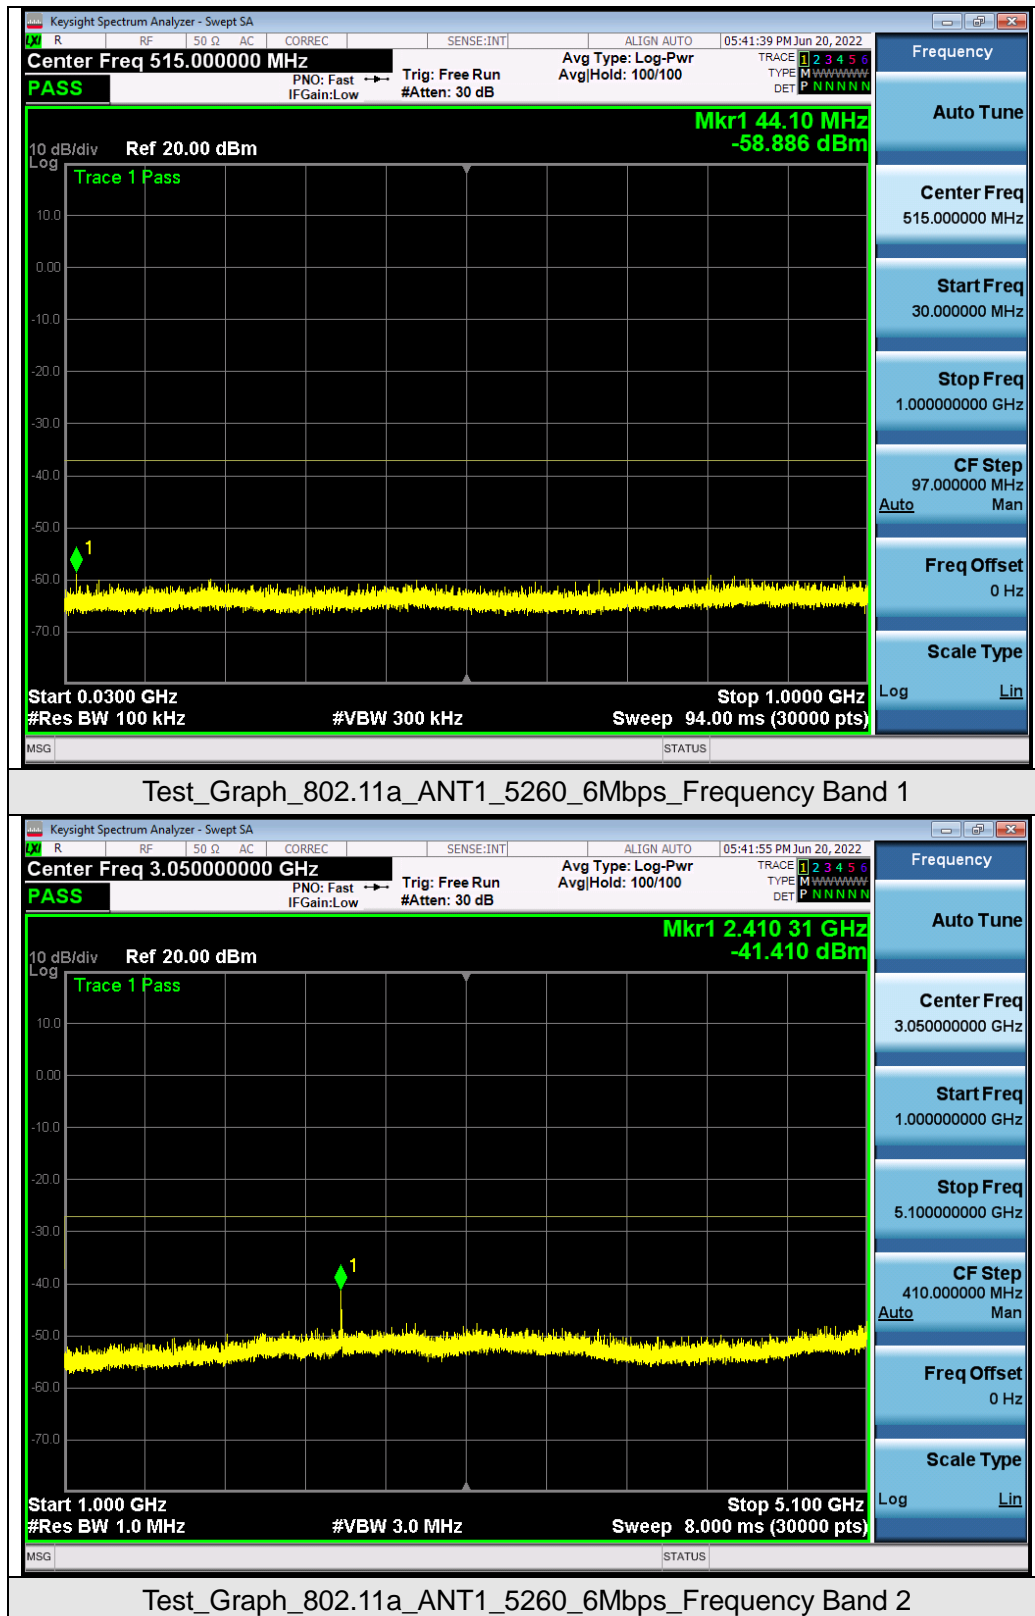 Keysight Spectrum Analyzer - Swept SA
LXI R RF 50 Ω AC CORREC SENSE:INT ALIGN AUTO 05:41:39 PM Jun 20, 2022
Center Freq 515.000000 MHz
PASS
PNO: Fast
IFGain:Low
Trig: Free Run
#Atten: 30 dB
Avg Type: Log-Pwr
Avg|Hold: 100/100
TRACE 1 2 3 4 5 6
TYPE M WWWWW
DET P N N N N N
Mkr1 44.10 MHz
-58.886 dBm
10 dB/div Ref 20.00 dBm
Log
Trace 1 Pass
10.0
0.00
-10.0
-20.0
-30.0
-40.0
-50.0
1
-60.0
-70.0
Start 0.0300 GHz Stop 1.0000 GHz
#Res BW 100 kHz #VBW 300 kHz Sweep 94.00 ms (30000 pts)
MSG STATUS
Frequency
Auto Tune
Center Freq
515.000000 MHz
Start Freq
30.000000 MHz
Stop Freq
1.000000000 GHz
CF Step
97.000000 MHz
Auto Man
Freq Offset
0 Hz
Scale Type
Log Lin
Test_Graph_802.11a_ANT1_5260_6Mbps_Frequency Band 1
Keysight Spectrum Analyzer - Swept SA
LXI R RF 50 Ω AC CORREC SENSE:INT ALIGN AUTO 05:41:55 PM Jun 20, 2022
Center Freq 3.050000000 GHz
PASS
PNO: Fast
IFGain:Low
Trig: Free Run
#Atten: 30 dB
Avg Type: Log-Pwr
Avg|Hold: 100/100
TRACE 1 2 3 4 5 6
TYPE M WWWWW
DET P N N N N N
Mkr1 2.410 31 GHz
-41.410 dBm
10 dB/div Ref 20.00 dBm
Log
Trace 1 Pass
10.0
0.00
-10.0
-20.0
-30.0
1
-40.0
-50.0
-60.0
-70.0
Start 1.000 GHz Stop 5.100 GHz
#Res BW 1.0 MHz #VBW 3.0 MHz Sweep 8.000 ms (30000 pts)
MSG STATUS
Frequency
Auto Tune
Center Freq
3.050000000 GHz
Start Freq
1.000000000 GHz
Stop Freq
5.100000000 GHz
CF Step
410.000000 MHz
Auto Man
Freq Offset
0 Hz
Scale Type
Log Lin
Test_Graph_802.11a_ANT1_5260_6Mbps_Frequency Band 2